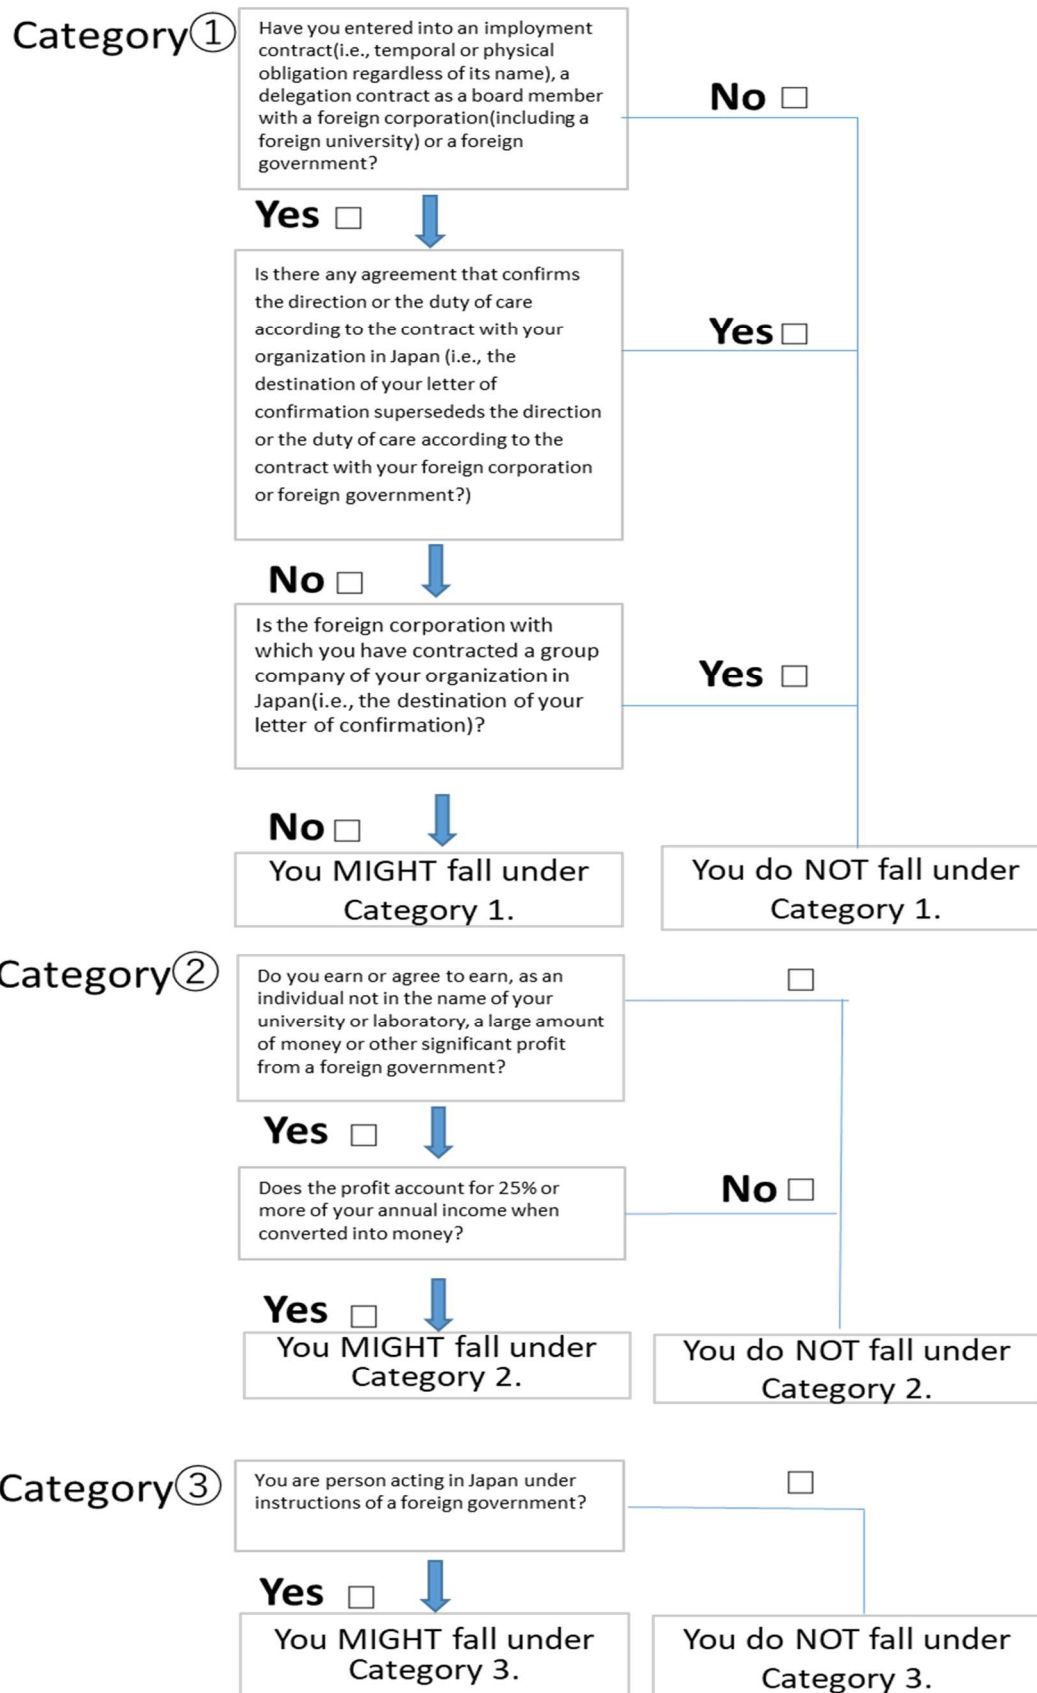 Category①
Have you entered into an imployment
contract(i.e., temporal or physical
obligation regardless of its name), a
delegation contract as a board member
with a foreign corporation(including a
foreign university) or a foreign
government?
No □
Yes □
Is there any agreement that confirms
the direction or the duty of care
according to the contract with your
organization in Japan (i.e., the
destination of your letter of
confirmation supersededs the direction
or the duty of care according to the
contract with your foreign corporation
or foreign government?)
Yes□
No □
Is the foreign corporation with
which you have contracted a group
company of your organization in
Japan(i.e., the destination of your
letter of confirmation)?
Yes □
No □
You MIGHT fall under
Category 1.
You do NOT fall under
Category 1.
Category②
Do you earn or agree to earn, as an
individual not in the name of your
university or laboratory, a large amount
of money or other significant profit
from a foreign government?
□
Yes □
Does the profit account for 25% or
more of your annual income when
converted into money?
No □
Yes □
You MIGHT fall under
Category 2.
You do NOT fall under
Category 2.
Category③
You are person acting in Japan under
instructions of a foreign government?
□
Yes □
You MIGHT fall under
Category 3.
You do NOT fall under
Category 3.